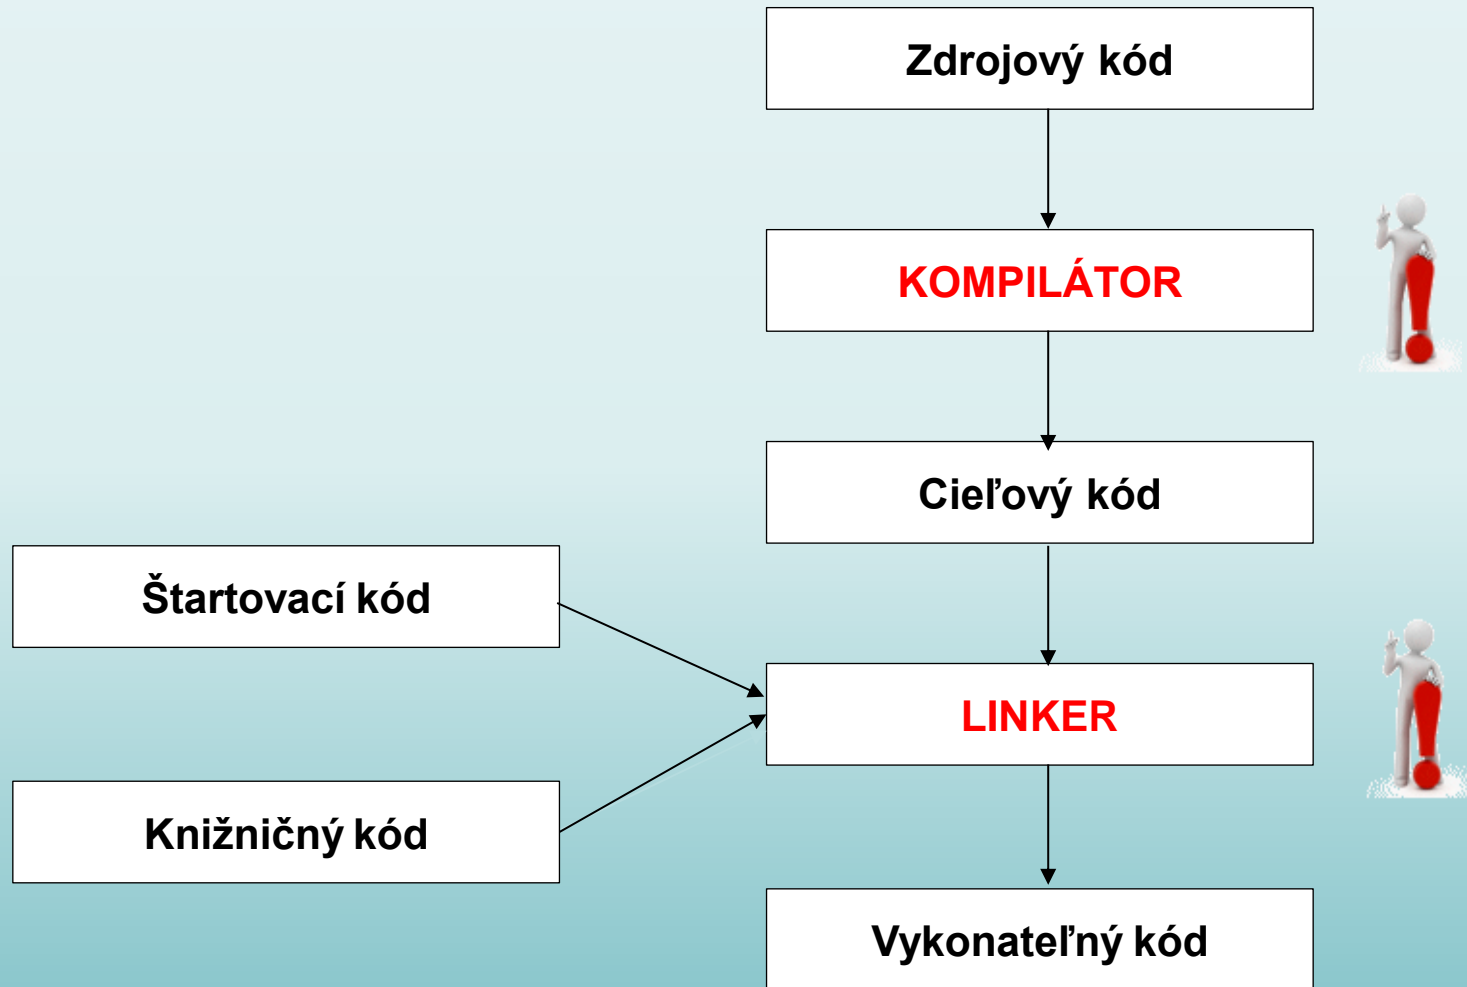 Zdrojový kód
KOMPILÁTOR
Cieľový kód
Štartovací kód
LINKER
Knižničný kód
Vykonateľný kód